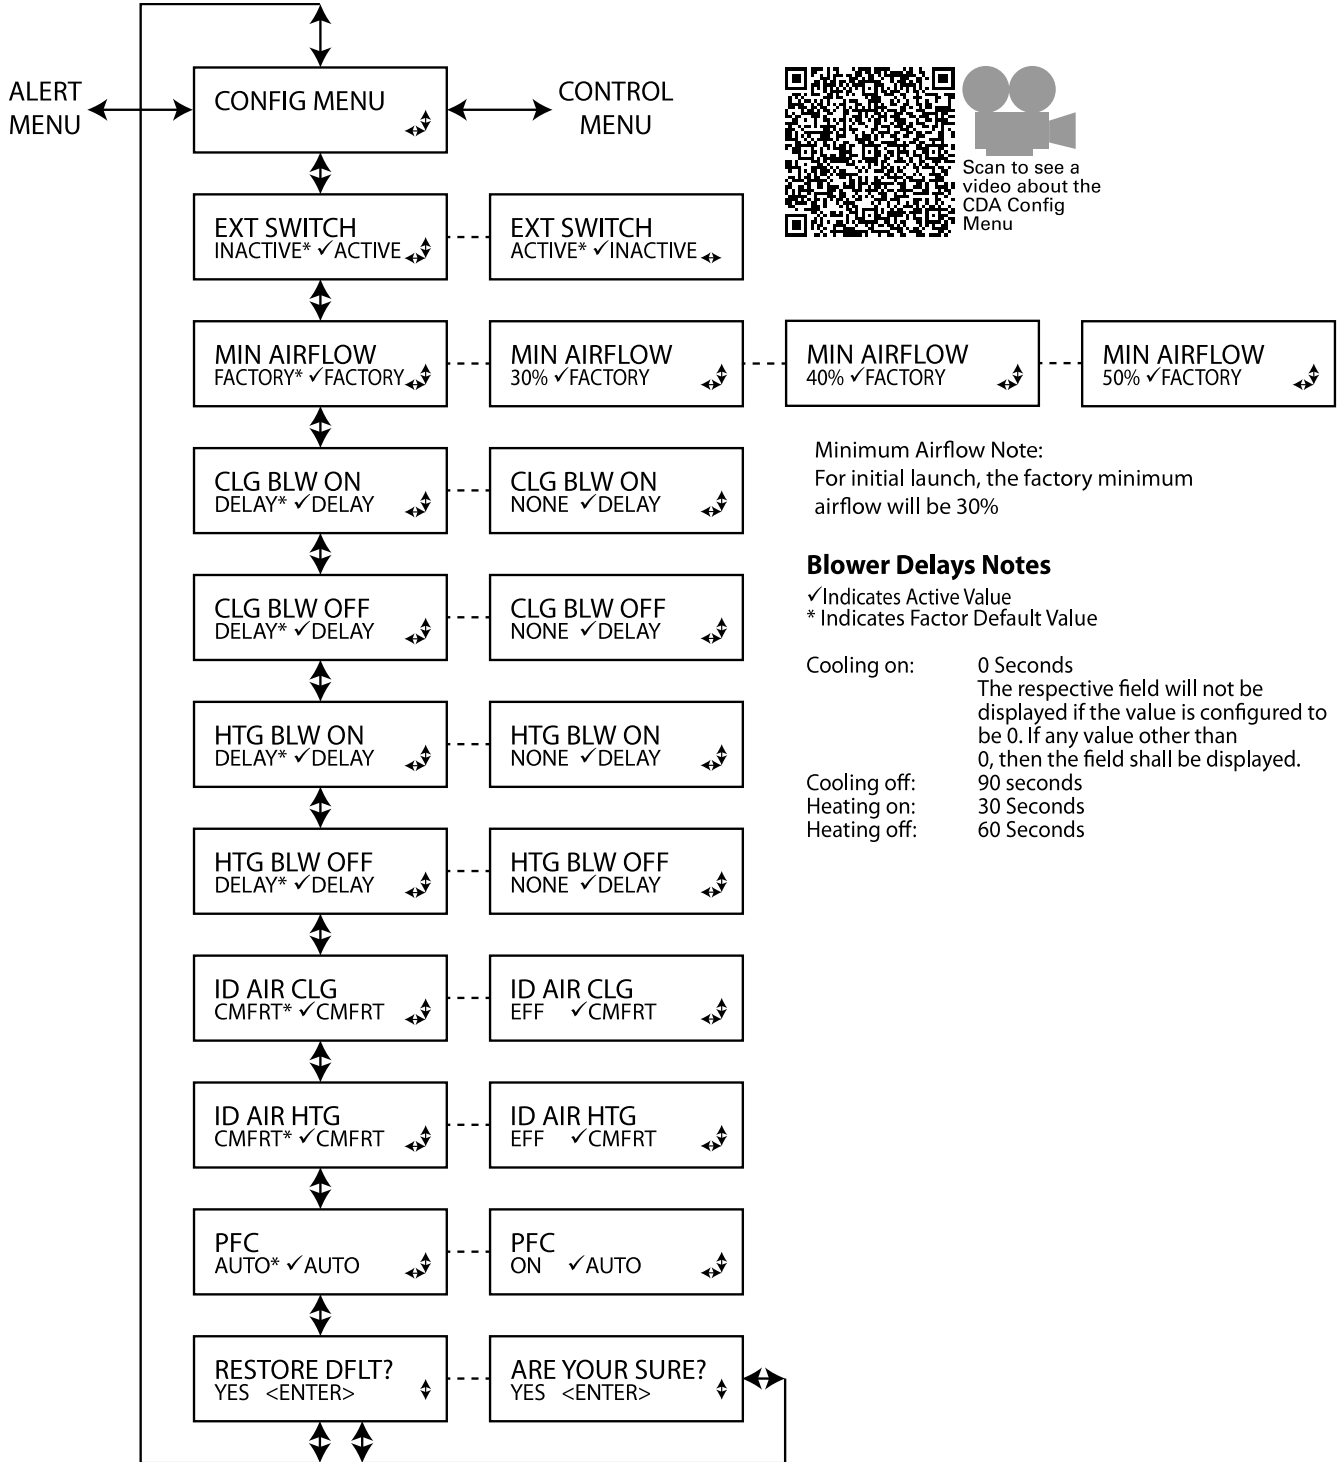 ALERT
MENU
CONFIG MENU
CONTROL
MENU
Scan to see a
video about the
CDA Config
Menu
EXT SWITCH
INACTIVE* ✓ACTIVE
EXT SWITCH
ACTIVE* ✓INACTIVE
MIN AIRFLOW
FACTORY* ✓FACTORY
MIN AIRFLOW
30% ✓FACTORY
MIN AIRFLOW
40% ✓FACTORY
MIN AIRFLOW
50% ✓FACTORY
Minimum Airflow Note:
For initial launch, the factory minimum
airflow will be 30%
CLG BLW ON
DELAY* ✓DELAY
CLG BLW ON
NONE ✓DELAY
Blower Delays Notes
✓Indicates Active Value
* Indicates Factor Default Value
CLG BLW OFF
DELAY* ✓DELAY
CLG BLW OFF
NONE ✓DELAY
Cooling on: 0 Seconds
The respective field will not be
displayed if the value is configured to
be 0. If any value other than
0, then the field shall be displayed.
Cooling off: 90 seconds
Heating on: 30 Seconds
Heating off: 60 Seconds
HTG BLW ON
DELAY* ✓DELAY
HTG BLW ON
NONE ✓DELAY
HTG BLW OFF
DELAY* ✓DELAY
HTG BLW OFF
NONE ✓DELAY
ID AIR CLG
CMFRT* ✓CMFRT
ID AIR CLG
EFF ✓CMFRT
ID AIR HTG
CMFRT* ✓CMFRT
ID AIR HTG
EFF ✓CMFRT
PFC
AUTO* ✓AUTO
PFC
ON ✓AUTO
RESTORE DFLT?
YES <ENTER>
ARE YOUR SURE?
YES <ENTER>